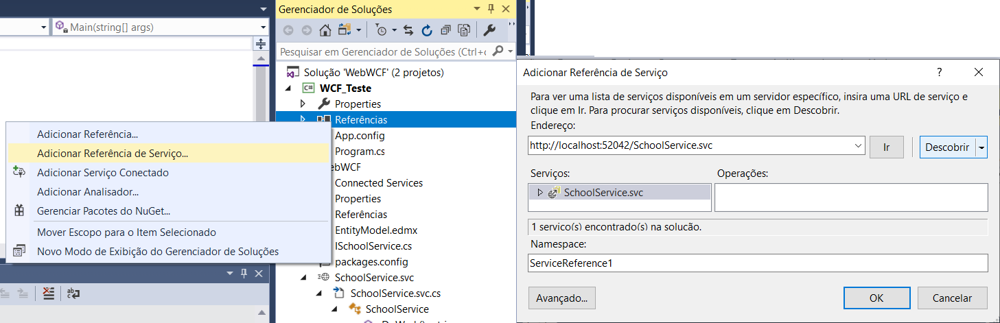 Main(string[] args)
Adicionar Referência...
Adicionar Referência de Serviço...
Adicionar Serviço Conectado
Adicionar Analisador...
Gerenciar Pacotes do NuGet...
Mover Escopo para o Item Selecionado
Novo Modo de Exibição do Gerenciador de Soluções
Gerenciador de Soluções
Pesquisar em Gerenciador de Soluções (Ctrl+ç
Solução 'WebWCF' (2 projetos)
C# WCF_Teste
Properties
Referências
App.config
Program.cs
ebWCF
Connected Services
Properties
Referências
EntityModel.edmx
ISchoolService.cs
packages.config
SchoolService.svc
SchoolService.svc.cs
SchoolService
Adicionar Referência de Serviço
Para ver uma lista de serviços disponíveis em um servidor específico, insira uma URL de serviço e
clique em Ir. Para procurar serviços disponíveis, clique em Descobrir.
Endereço:
http://localhost:52042/SchoolService.svc
Ir
Descobrir
Serviços:
Operações:
SchoolService.svc
1 serviço(s) encontrado(s) na solução.
Namespace:
ServiceReference1
Avançado...
OK
Cancelar